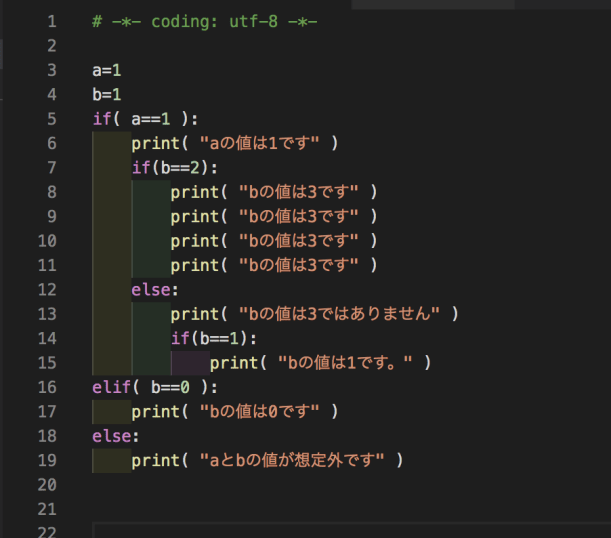 1 # -*- coding: utf-8 -*-
2
3 a=1
4 b=1
5 if( a==1 ):
6     print( "aの値は1です" )
7     if(b==2):
8         print( "bの値は3です" )
9         print( "bの値は3です" )
10         print( "bの値は3です" )
11         print( "bの値は3です" )
12     else:
13         print( "bの値は3ではありません" )
14         if(b==1):
15             print( "bの値は1です。" )
16 elif( b==0 ):
17     print( "bの値は0です" )
18 else:
19     print( "aとbの値が想定外です" )
20
21
22